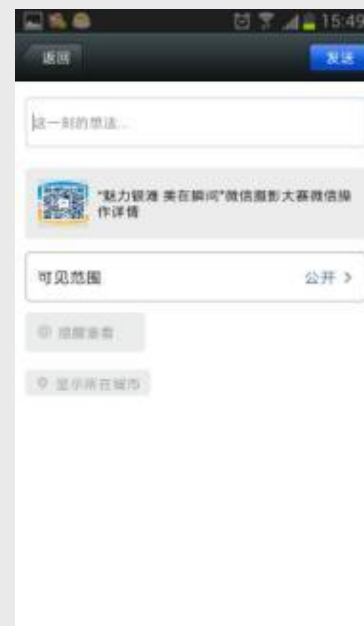 15:49
返回
发送
这一刻的想法...
"魅力银滩 美在瞬间"微信摄影大赛微信操
作详情
可见范围
公开 >
提醒谁看
显示所在城市